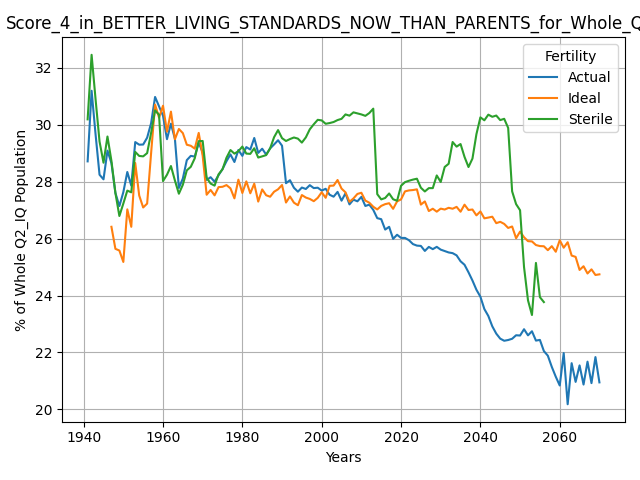 Score_4_in_BETTER_LIVING_STANDARDS_NOW_THAN_PARENTS_for_Whole_Q
Fertility
Actual
Ideal
Sterile
% of Whole Q2_IQ Population
32
30
28
26
24
22
20
1940 1960 1980 2000 2020 2040 2060
Years